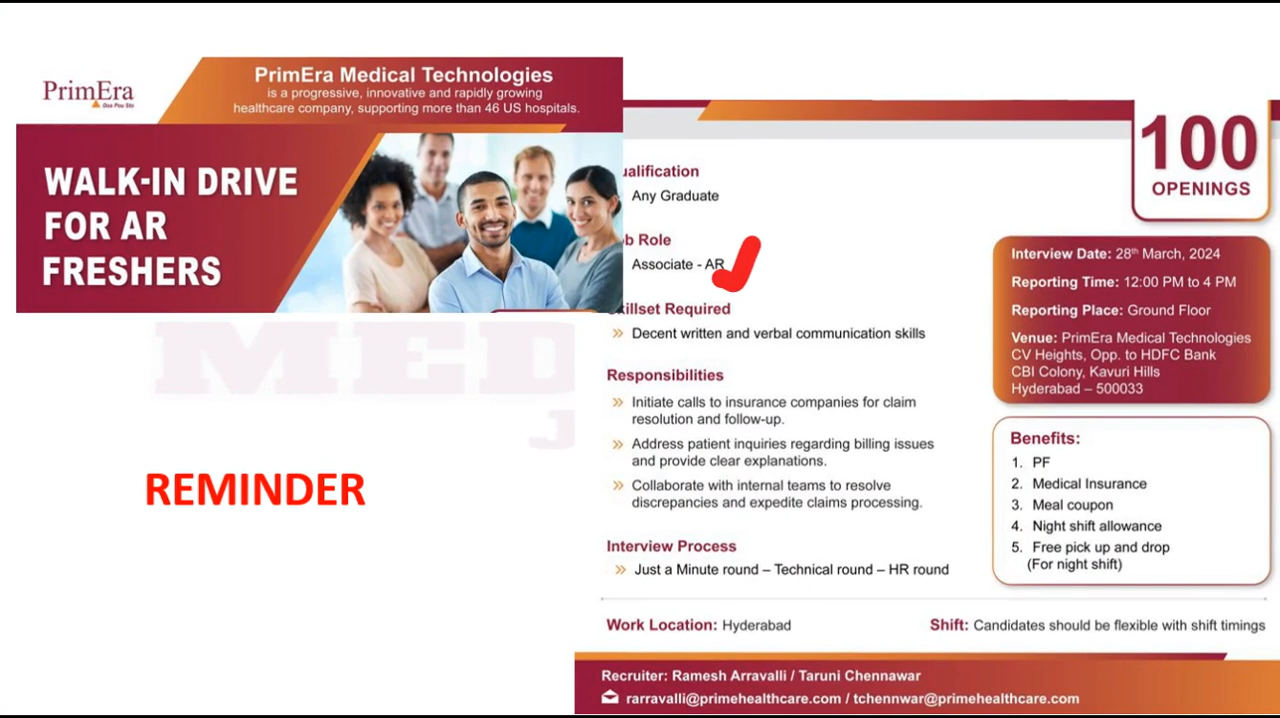 PrimEra
Dos Pou Sto
PrimEra Medical Technologies
is a progressive, innovative and rapidly growing
healthcare company, supporting more than 46 US hospitals.
WALK-IN DRIVE
FOR AR
FRESHERS
MED
J
REMINDER
100
OPENINGS
ualification
Any Graduate
b Role
Associate - AR
killset Required
» Decent written and verbal communication skills
Responsibilities
» Initiate calls to insurance companies for claim
resolution and follow-up.
» Address patient inquiries regarding billing issues
and provide clear explanations.
» Collaborate with internal teams to resolve
discrepancies and expedite claims processing.
Interview Process
» Just a Minute round – Technical round – HR round
Interview Date: 28th March, 2024
Reporting Time: 12:00 PM to 4 PM
Reporting Place: Ground Floor
Venue: PrimEra Medical Technologies
CV Heights, Opp. to HDFC Bank
CBI Colony, Kavuri Hills
Hyderabad – 500033
Benefits:
1. PF
2. Medical Insurance
3. Meal coupon
4. Night shift allowance
5. Free pick up and drop
(For night shift)
Work Location: Hyderabad
Shift: Candidates should be flexible with shift timings
Recruiter: Ramesh Arravalli / Taruni Chennawar
rarravalli@primehealthcare.com / tchennwar@primehealthcare.com